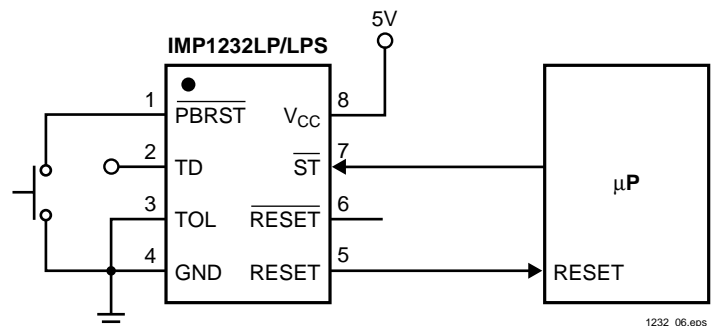 5V
IMP1232LP/LPS
1 PBRST VCC 8
2 TD ST 7
μP
3 TOL RESET 6
4 GND RESET 5 RESET
1232_06.eps